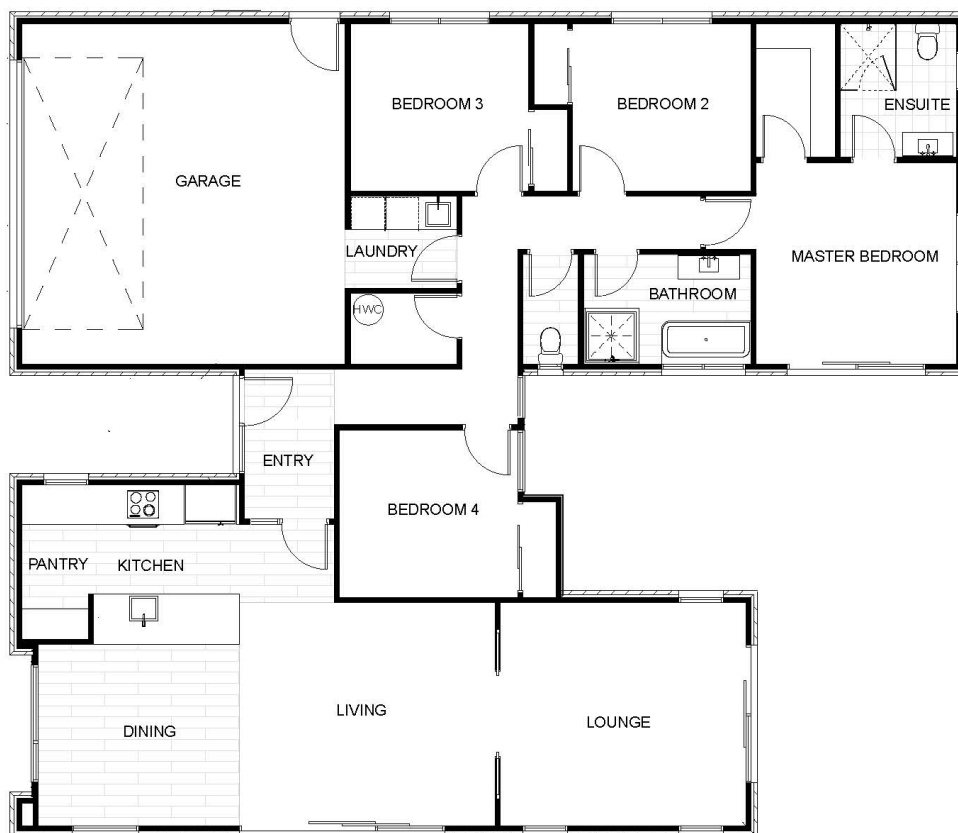 BEDROOM 3
BEDROOM 2
ENSUITE
GARAGE
LAUNDRY
MASTER BEDROOM
BATHROOM
HWC
ENTRY
BEDROOM 4
PANTRY
KITCHEN
LIVING
LOUNGE
DINING